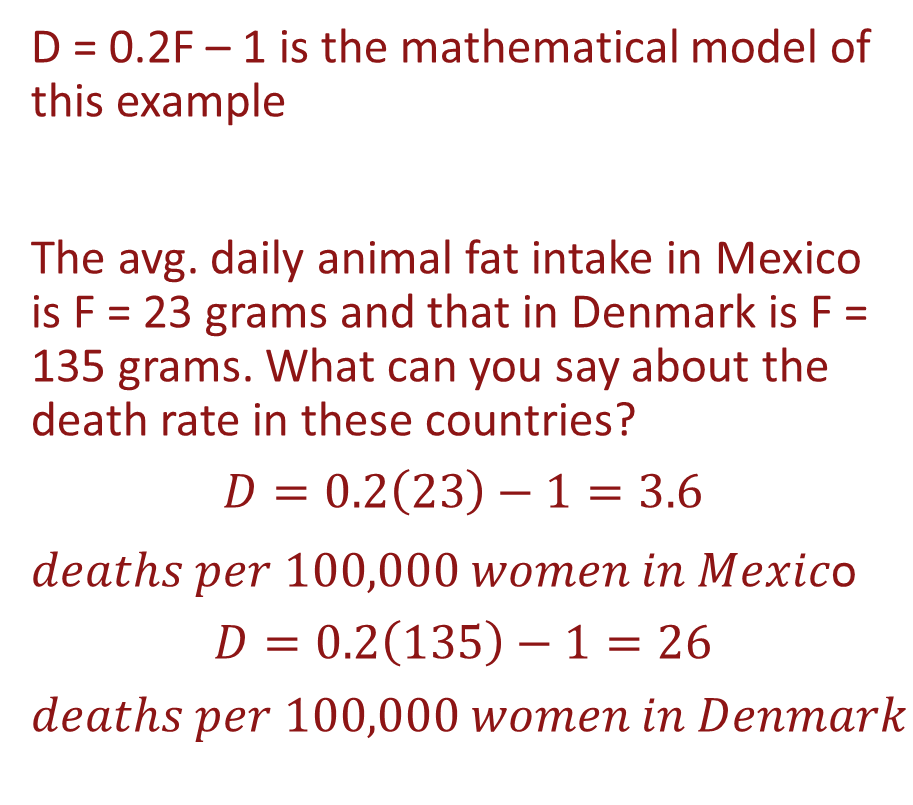 D = 0.2F – 1 is the mathematical model of
this example
The avg. daily animal fat intake in Mexico
is F = 23 grams and that in Denmark is F =
135 grams. What can you say about the
death rate in these countries?
D = 0.2(23) – 1 = 3.6
deaths per 100,000 women in Mexico
D = 0.2(135) – 1 = 26
deaths per 100,000 women in Denmark